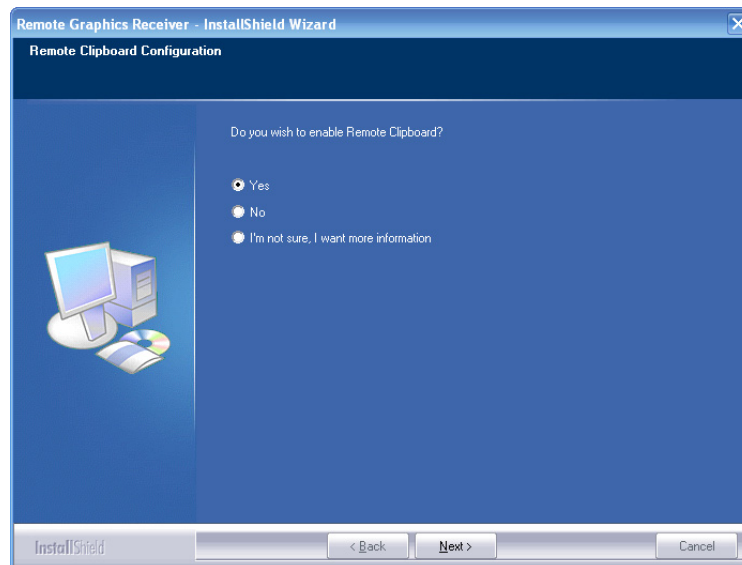 Remote Graphics Receiver - InstallShield Wizard
Remote Clipboard Configuration
Do you wish to enable Remote Clipboard?
Yes
No
I'm not sure, I want more information
InstallShield
< Back
Next >
Cancel